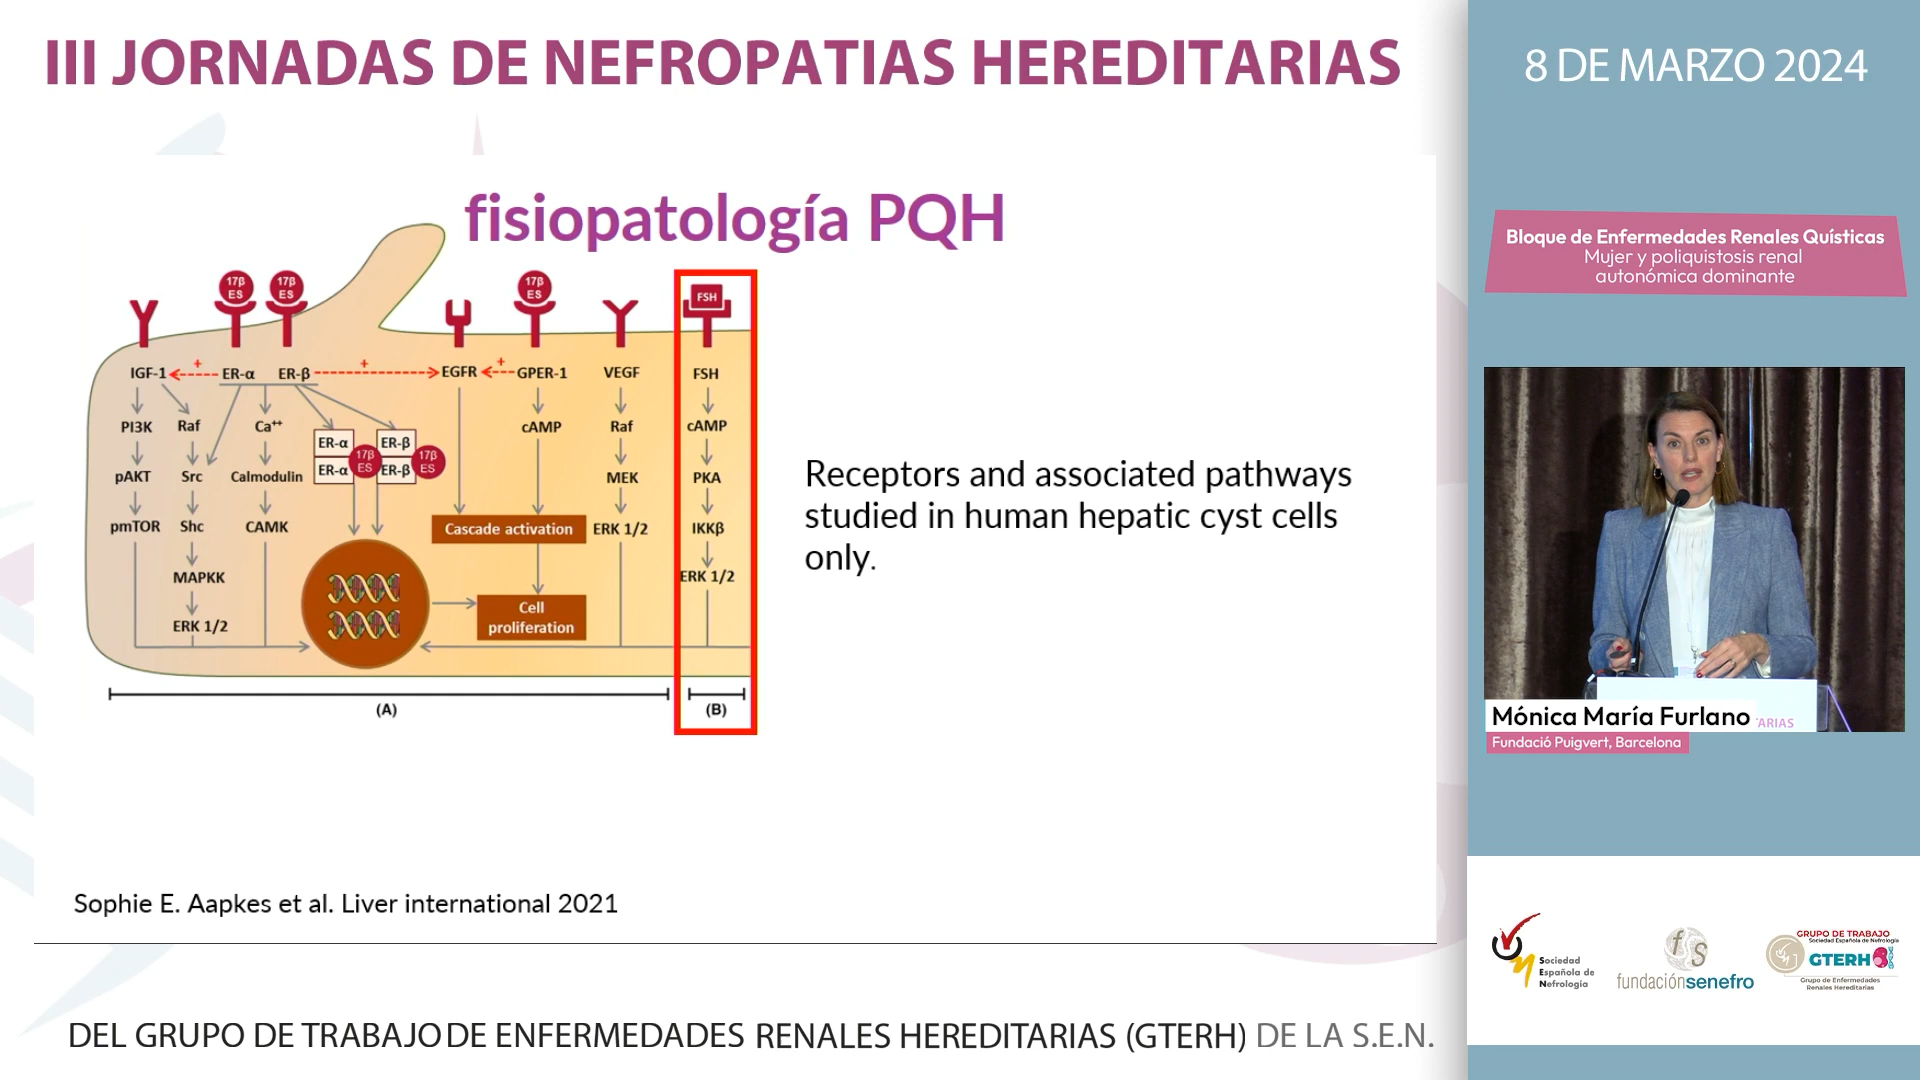 III JORNADAS DE NEFROPATIAS HEREDITARIAS
fisiopatología PQH
17β
ES
17β
ES
17β
ES
FSH
IGF-1
+
ER-α
ER-β
+
EGFR
+
GPER-1
VEGF
FSH
PI3K
Raf
Ca⁺⁺
ER-α
ER-β
cAMP
Raf
cAMP
ER-α
17β
ES
ER-β
17β
ES
pAKT
Src
Calmodulin
MEK
PKA
pmTOR
Shc
CAMK
Cascade activation
ERK 1/2
IKKβ
MAPKK
ERK 1/2
Cell
proliferation
ERK 1/2
(A)
(B)
Receptors and associated pathways
studied in human hepatic cyst cells
only.
Sophie E. Aapkes et al. Liver international 2021
DEL GRUPO DE TRABAJO DE ENFERMEDADES RENALES HEREDITARIAS (GTERH) DE LA S.E.N.
8 DE MARZO 2024
Bloque de Enfermedades Renales Quísticas
Mujer y poliquistosis renal
autonómica dominante
Mónica María Furlano
ARIAS
Fundació Puigvert, Barcelona
Sociedad
Española de
Nefrología
fS
fundación senefro
GRUPO DE TRABAJO
Sociedad Española de Nefrología
GTERH
Grupo de Enfermedades
Renales Hereditarias